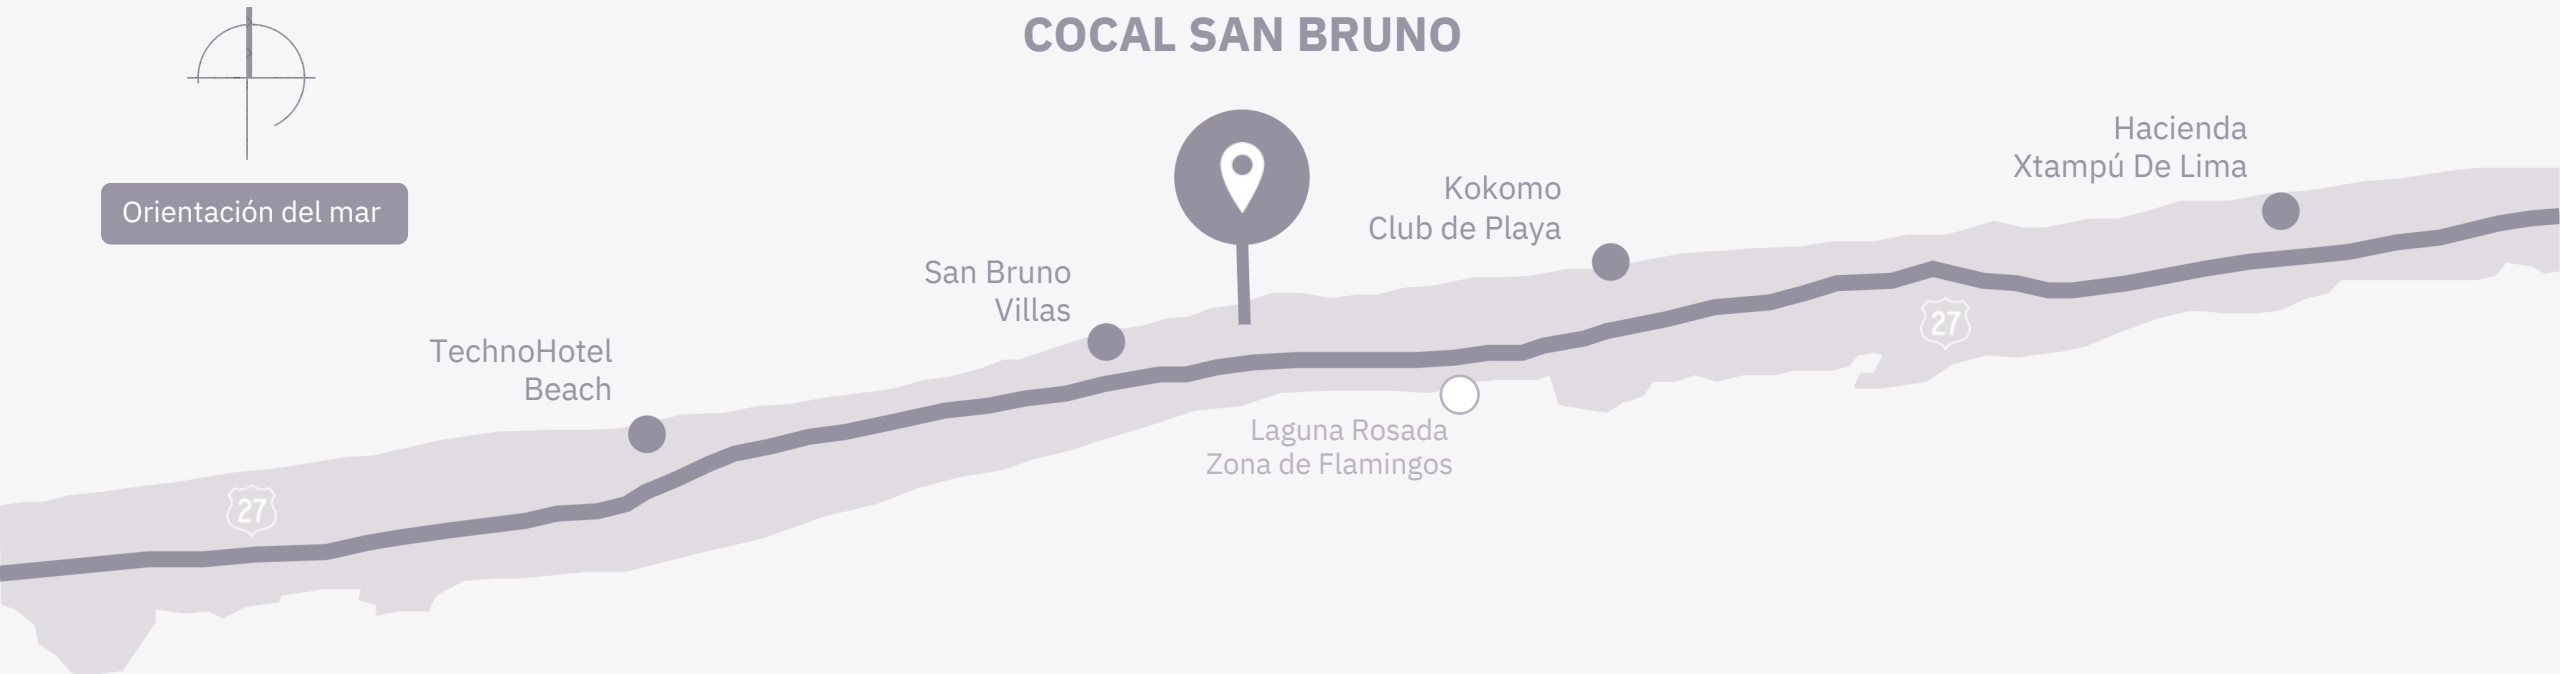 COCAL SAN BRUNO
Orientación del mar
Hacienda
Xtampú De Lima
Kokomo
Club de Playa
San Bruno
Villas
TechnoHotel
Beach
27
Laguna Rosada
Zona de Flamingos
27